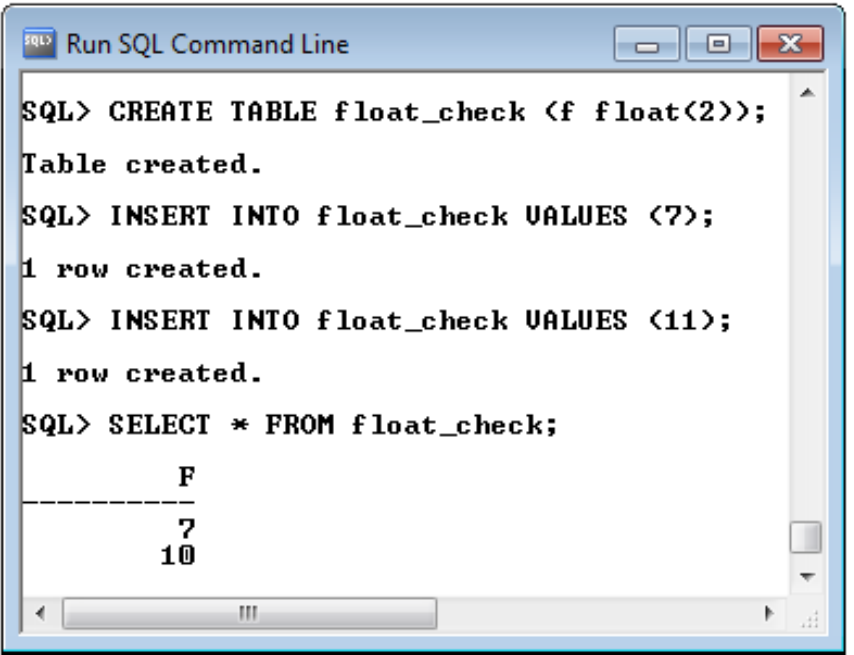 Run SQL Command Line
SQL> CREATE TABLE float_check (f float(2));
Table created.
SQL> INSERT INTO float_check VALUES (7);
1 row created.
SQL> INSERT INTO float_check VALUES (11);
1 row created.
SQL> SELECT * FROM float_check;
F
----------
7
10